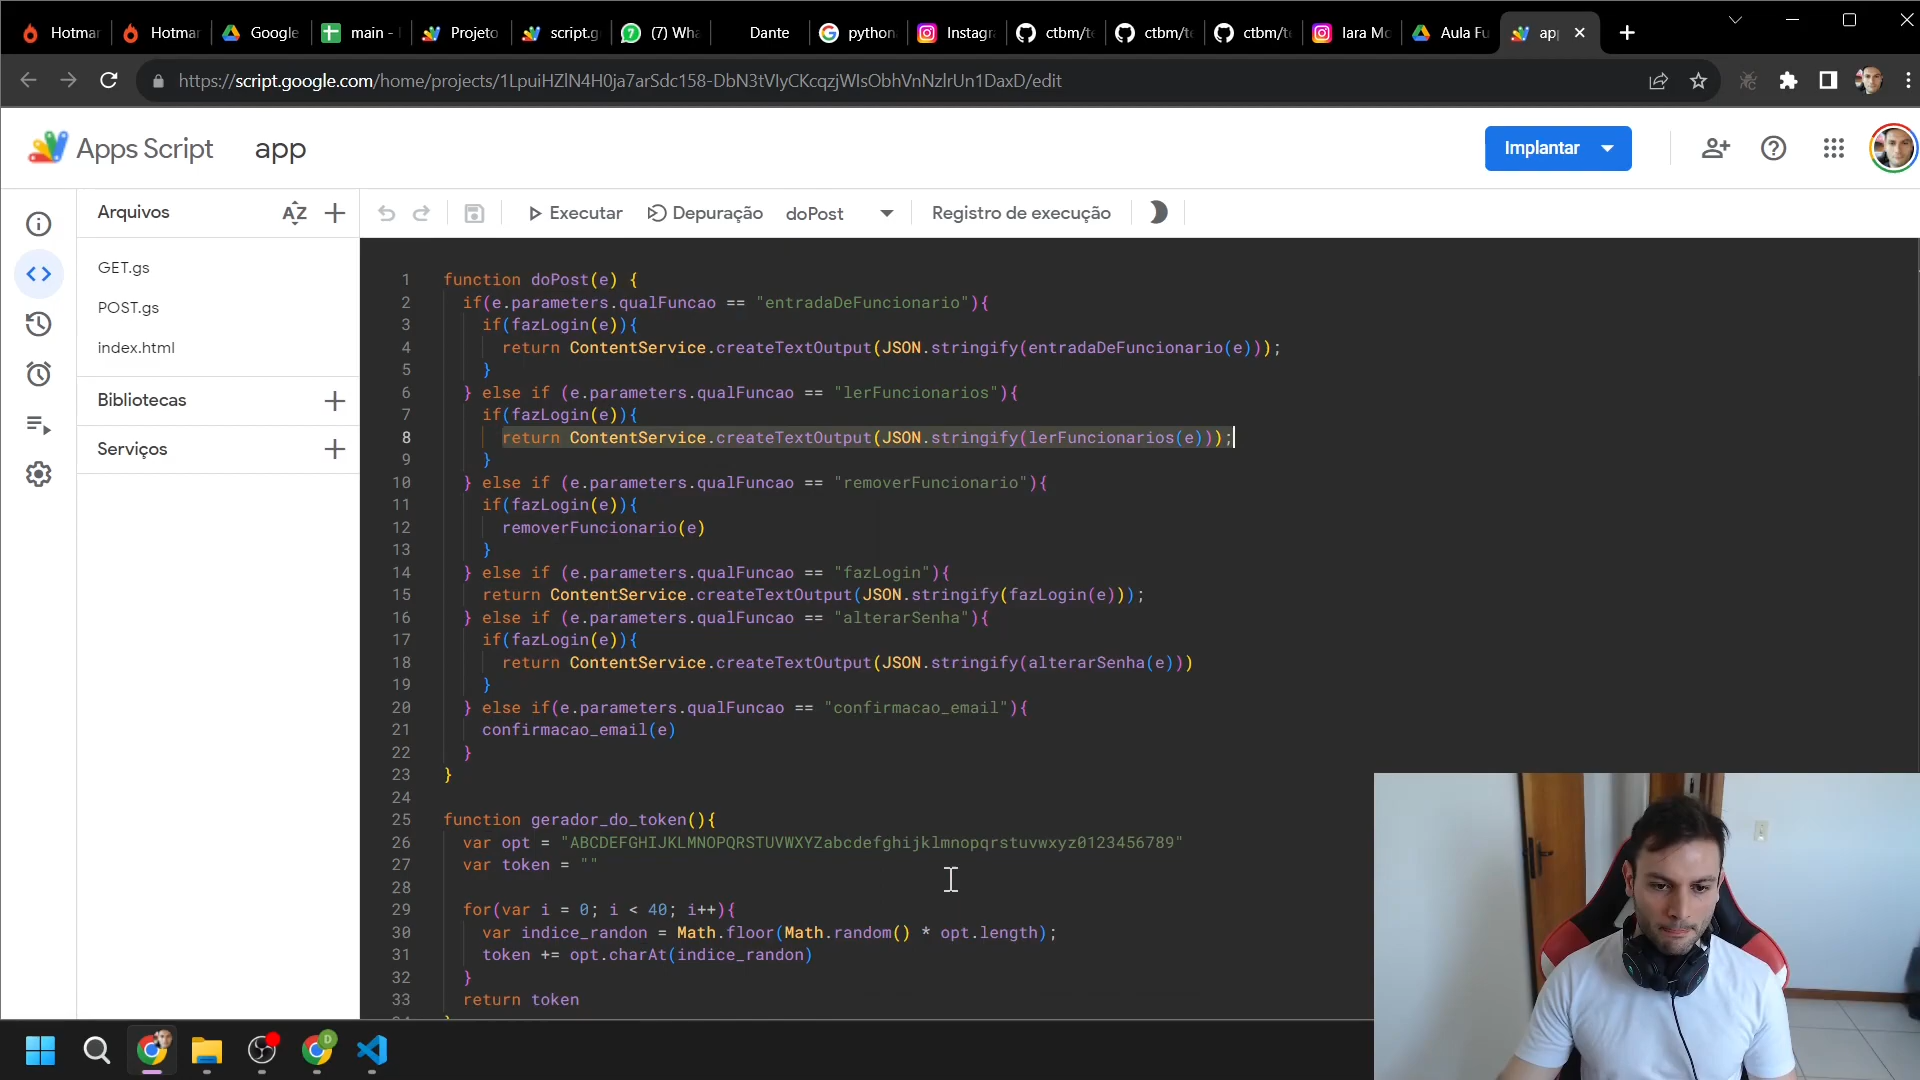 Hotmar
Hotmar
Google
main -
Projeto
script.g
(7) Wha
Dante
python
Instagra
ctbm/te
ctbm/te
ctbm/te
Iara Mo
Aula Fu
app
https://script.google.com/home/projects/1LpuiHZlN4H0ja7arSdc158-DbN3tVIyCKcqzjWIsObhVnNzlrUn1DaxD/edit
Apps Script
app
Implantar
Arquivos
AZ
Executar
Depuração
doPost
Registro de execução
GET.gs
POST.gs
index.html
Bibliotecas
Serviços
1 function doPost(e) {
2 if(e.parameters.qualFuncao == "entradaDeFuncionario"){
3 if(fazLogin(e)){
4 return ContentService.createTextOutput(JSON.stringify(entradaDeFuncionario(e)));
5 }
6 } else if (e.parameters.qualFuncao == "lerFuncionarios"){
7 if(fazLogin(e)){
8 return ContentService.createTextOutput(JSON.stringify(lerFuncionarios(e)));
9 }
10 } else if (e.parameters.qualFuncao == "removerFuncionario"){
11 if(fazLogin(e)){
12 removerFuncionario(e)
13 }
14 } else if (e.parameters.qualFuncao == "fazLogin"){
15 return ContentService.createTextOutput(JSON.stringify(fazLogin(e)));
16 } else if (e.parameters.qualFuncao == "alterarSenha"){
17 if(fazLogin(e)){
18 return ContentService.createTextOutput(JSON.stringify(alterarSenha(e)))
19 }
20 } else if(e.parameters.qualFuncao == "confirmacao_email"){
21 confirmacao_email(e)
22 }
23 }
24
25 function gerador_do_token(){
26 var opt = "ABCDEFGHIJKLMNOPQRSTUVWXYZabcdefghijklmnopqrstuvwxyz0123456789"
27 var token = ""
28
29 for(var i = 0; i < 40; i++){
30 var indice_randon = Math.floor(Math.random() * opt.length);
31 token += opt.charAt(indice_randon)
32 }
33 return token